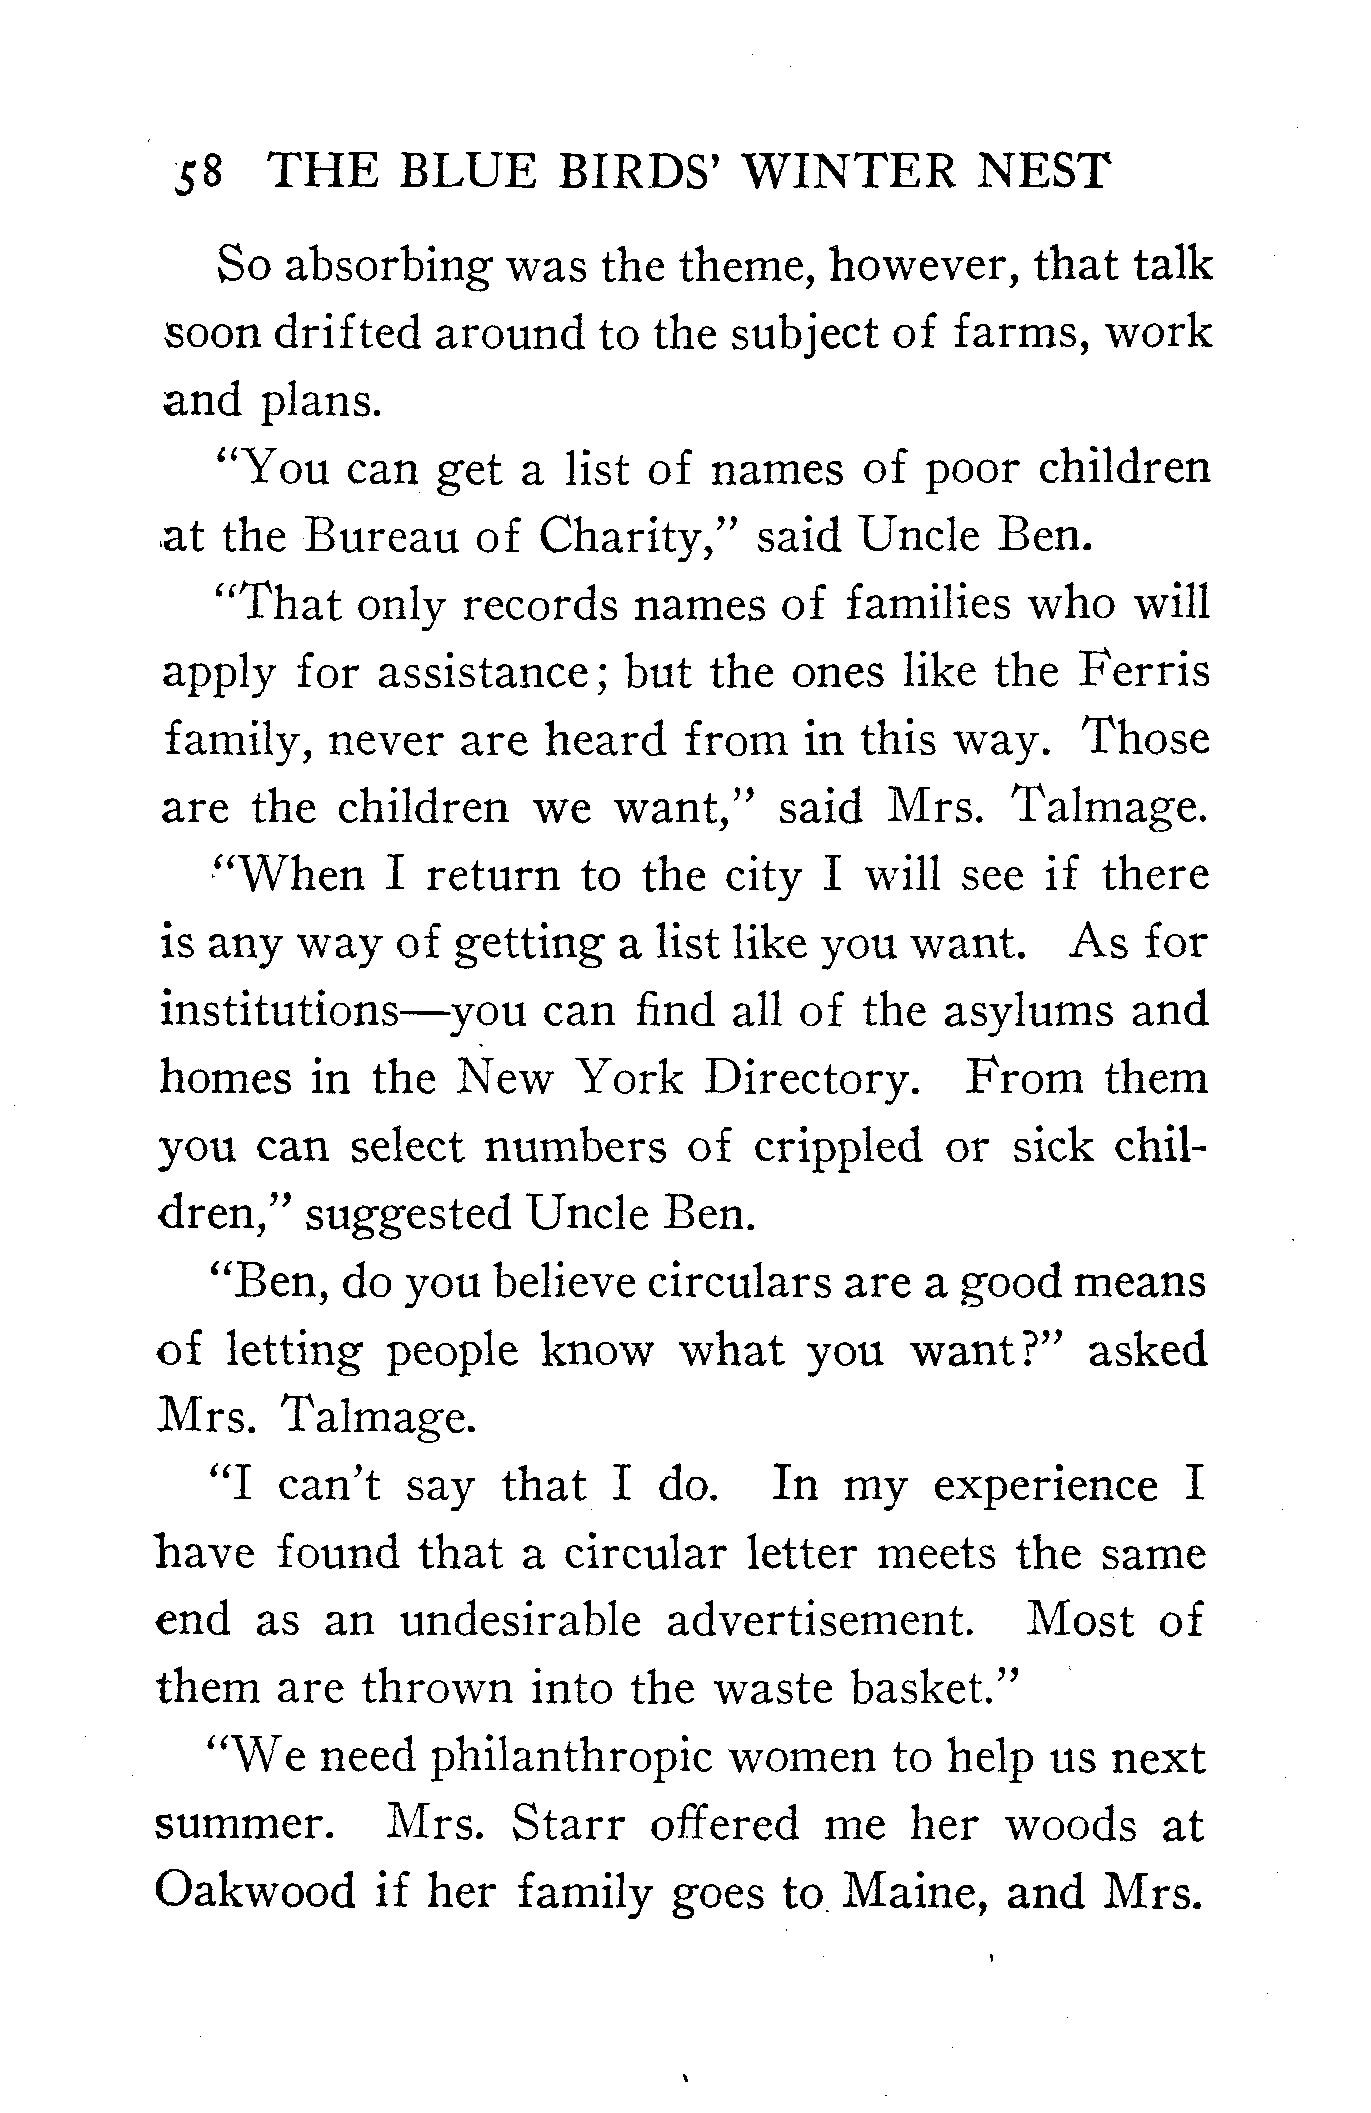 58 THE BLUE BIRDS' WINTER NEST
So absorbing was the theme, however, that talk
soon drifted around to the subject of farms, work
and plans.
"You can get a list of names of poor children
at the Bureau of Charity," said Uncle Ben.
"That only records names of families who will
apply for assistance; but the ones like the Ferris
family, never are heard from in this way. Those
are the children we want," said Mrs. Talmage.
"When I return to the city I will see if there
is any way of getting a list like you want. As for
institutions—you can find all of the asylums and
homes in the New York Directory. From them
you can select numbers of crippled or sick chil-
dren," suggested Uncle Ben.
"Ben, do you believe circulars are a good means
of letting people know what you want?" asked
Mrs. Talmage.
"I can't say that I do. In my experience I
have found that a circular letter meets the same
end as an undesirable advertisement. Most of
them are thrown into the waste basket."
"We need philanthropic women to help us next
summer. Mrs. Starr offered me her woods at
Oakwood if her family goes to Maine, and Mrs.